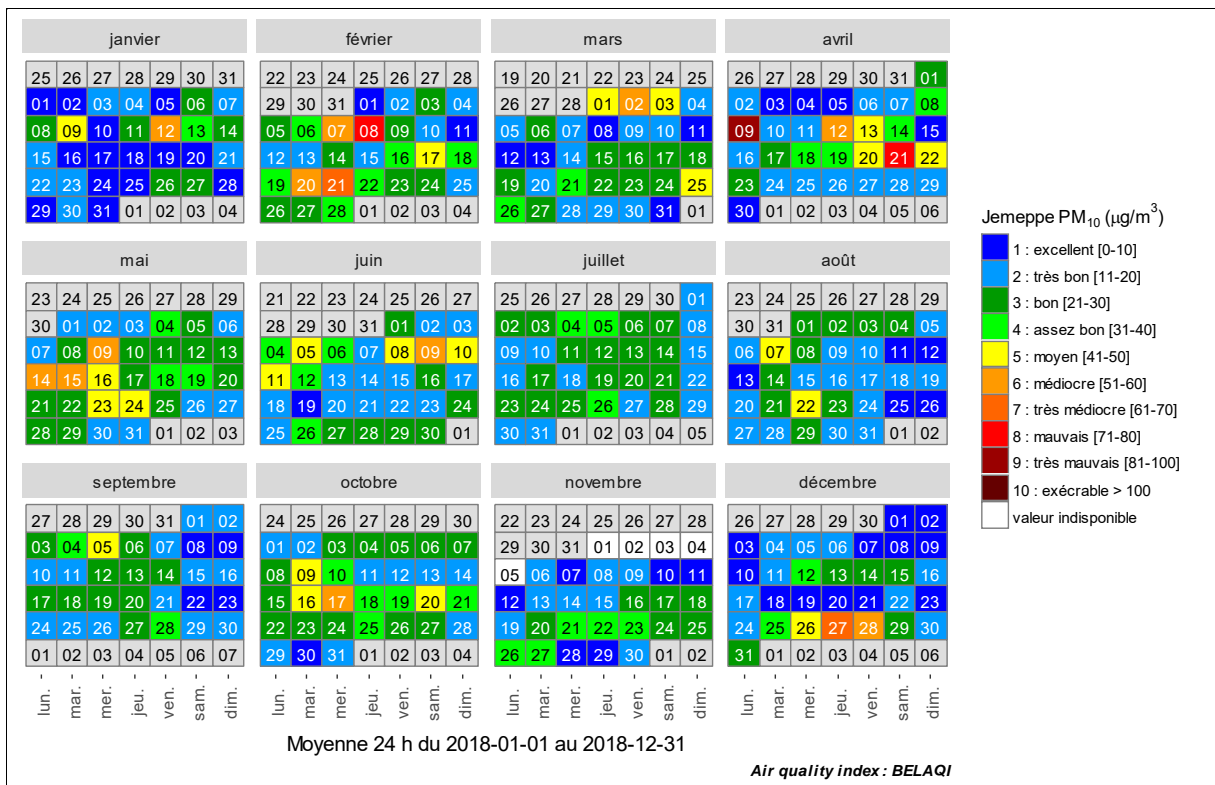 janvier février mars avril
25 26 27 28 29 30 31 22 23 24 25 26 27 28 19 20 21 22 23 24 25 26 27 28 29 30 31 01
01 02 03 04 05 06 07 29 30 31 01 02 03 04 26 27 28 01 02 03 04 02 03 04 05 06 07 08
08 09 10 11 12 13 14 05 06 07 08 09 10 11 05 06 07 08 09 10 11 09 10 11 12 13 14 15
15 16 17 18 19 20 21 12 13 14 15 16 17 18 12 13 14 15 16 17 18 16 17 18 19 20 21 22
22 23 24 25 26 27 28 19 20 21 22 23 24 25 19 20 21 22 23 24 25 23 24 25 26 27 28 29
29 30 31 01 02 03 04 26 27 28 01 02 03 04 26 27 28 29 30 31 01 30 01 02 03 04 05 06
mai juin juillet août
23 24 25 26 27 28 29 21 22 23 24 25 26 27 25 26 27 28 29 30 01 23 24 25 26 27 28 29
30 01 02 03 04 05 06 28 29 30 31 01 02 03 02 03 04 05 06 07 08 30 31 01 02 03 04 05
07 08 09 10 11 12 13 04 05 06 07 08 09 10 09 10 11 12 13 14 15 06 07 08 09 10 11 12
14 15 16 17 18 19 20 11 12 13 14 15 16 17 16 17 18 19 20 21 22 13 14 15 16 17 18 19
21 22 23 24 25 26 27 18 19 20 21 22 23 24 23 24 25 26 27 28 29 20 21 22 23 24 25 26
28 29 30 31 01 02 03 25 26 27 28 29 30 01 30 31 01 02 03 04 05 27 28 29 30 31 01 02
septembre octobre novembre décembre
27 28 29 30 31 01 02 24 25 26 27 28 29 30 22 23 24 25 26 27 28 26 27 28 29 30 01 02
03 04 05 06 07 08 09 01 02 03 04 05 06 07 29 30 31 01 02 03 04 03 04 05 06 07 08 09
10 11 12 13 14 15 16 08 09 10 11 12 13 14 05 06 07 08 09 10 11 10 11 12 13 14 15 16
17 18 19 20 21 22 23 15 16 17 18 19 20 21 12 13 14 15 16 17 18 17 18 19 20 21 22 23
24 25 26 27 28 29 30 22 23 24 25 26 27 28 19 20 21 22 23 24 25 24 25 26 27 28 29 30
01 02 03 04 05 06 07 29 30 31 01 02 03 04 26 27 28 29 30 01 02 31 01 02 03 04 05 06
lun. mar. mer. jeu. ven. sam. dim. lun. mar. mer. jeu. ven. sam. dim. lun. mar. mer. jeu. ven. sam. dim. lun. mar. mer. jeu. ven. sam. dim.
Moyenne 24 h du 2018-01-01 au 2018-12-31
Air quality index : BELAQI
Jemeppe PM₁₀ (µg/m³)
1 : excellent [0-10]
2 : très bon [11-20]
3 : bon [21-30]
4 : assez bon [31-40]
5 : moyen [41-50]
6 : médiocre [51-60]
7 : très médiocre [61-70]
8 : mauvais [71-80]
9 : très mauvais [81-100]
10 : exécrable > 100
valeur indisponible